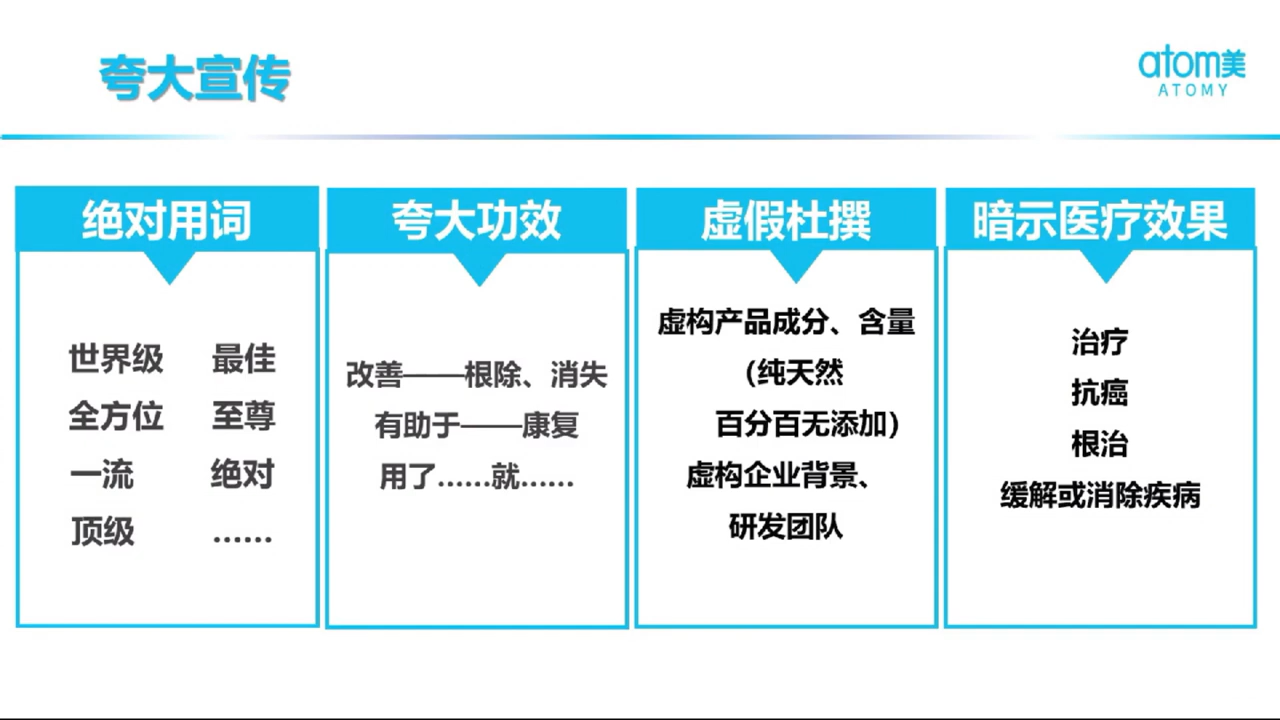 夸大宣传
atom美
ATOMY
绝对用词
世界级 最佳
全方位 至尊
一流 绝对
顶级 ……
夸大功效
改善——根除、消失
有助于——康复
用了……就……
虚假杜撰
虚构产品成分、含量
(纯天然
百分百无添加)
虚构企业背景、
研发团队
暗示医疗效果
治疗
抗癌
根治
缓解或消除疾病